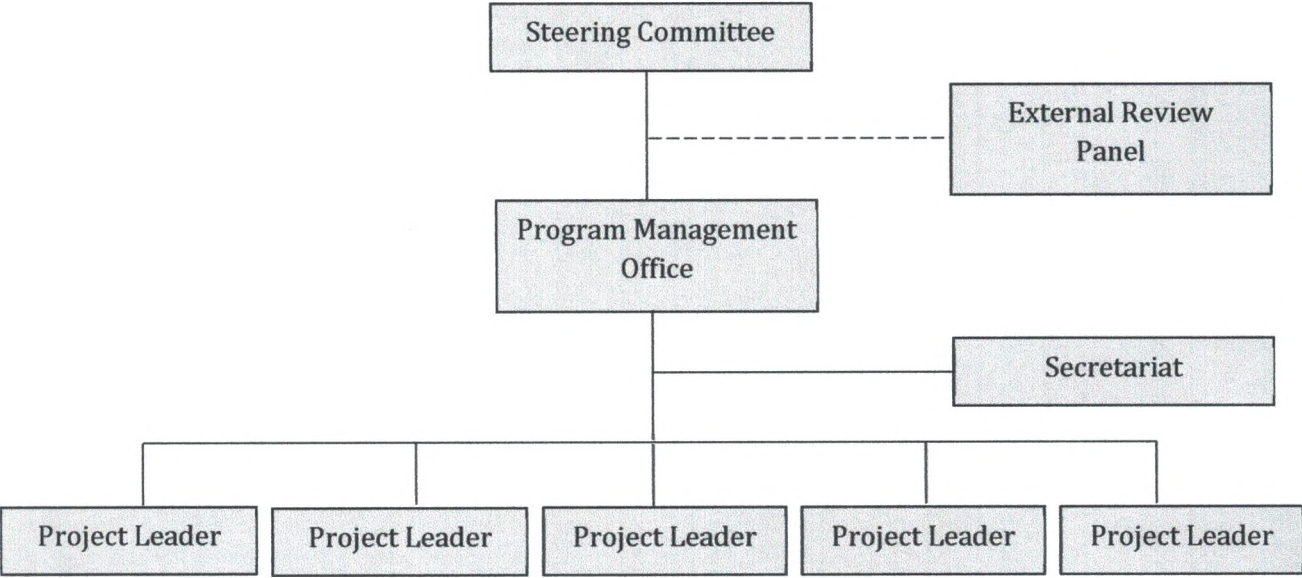 Steering Committee
External Review
Panel
Program Management
Office
Secretariat
Project Leader
Project Leader
Project Leader
Project Leader
Project Leader